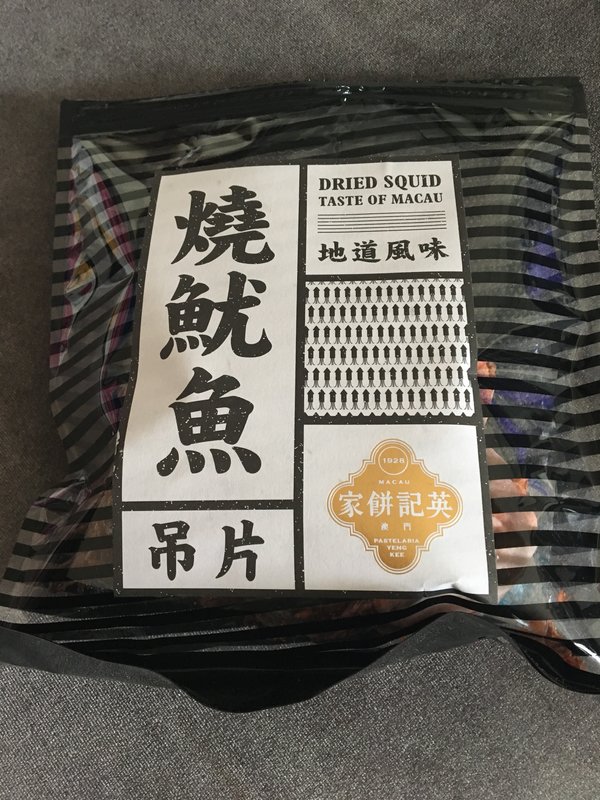 燒魷魚
吊片
DRIED SQUiD
TASTE OF MACAU
地道風味
1928
MACAU
家餅記英
澳門
PASTELARIA
YENG
KEE